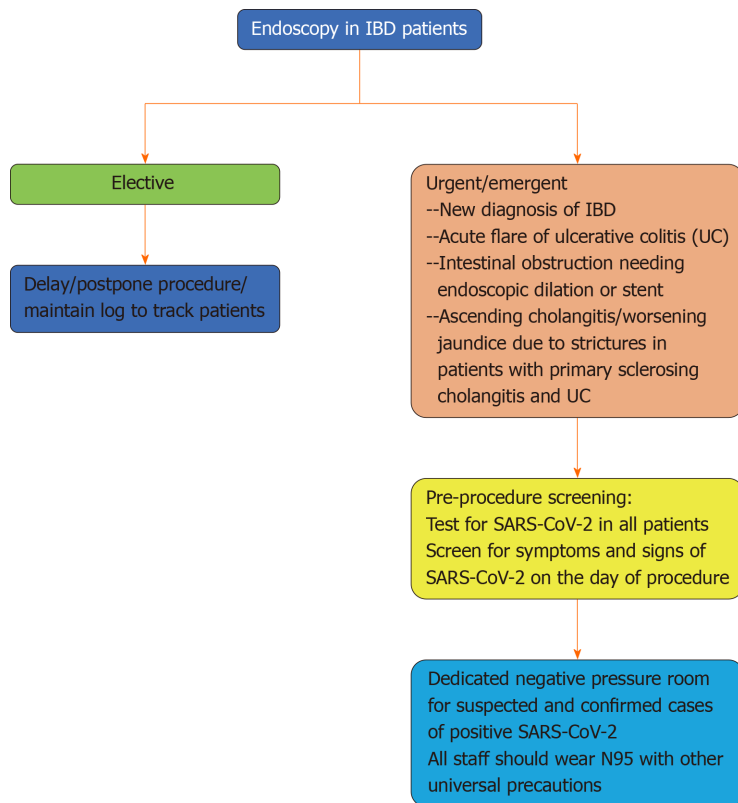 Endoscopy in IBD patients
Elective
Delay/postpone procedure/
maintain log to track patients
Urgent/emergent
--New diagnosis of IBD
--Acute flare of ulcerative colitis (UC)
--Intestinal obstruction needing
endoscopic dilation or stent
--Ascending cholangitis/worsening
jaundice due to strictures in
patients with primary sclerosing
cholangitis and UC
Pre-procedure screening:
Test for SARS-CoV-2 in all patients
Screen for symptoms and signs of
SARS-CoV-2 on the day of procedure
Dedicated negative pressure room
for suspected and confirmed cases
of positive SARS-CoV-2
All staff should wear N95 with other
universal precautions